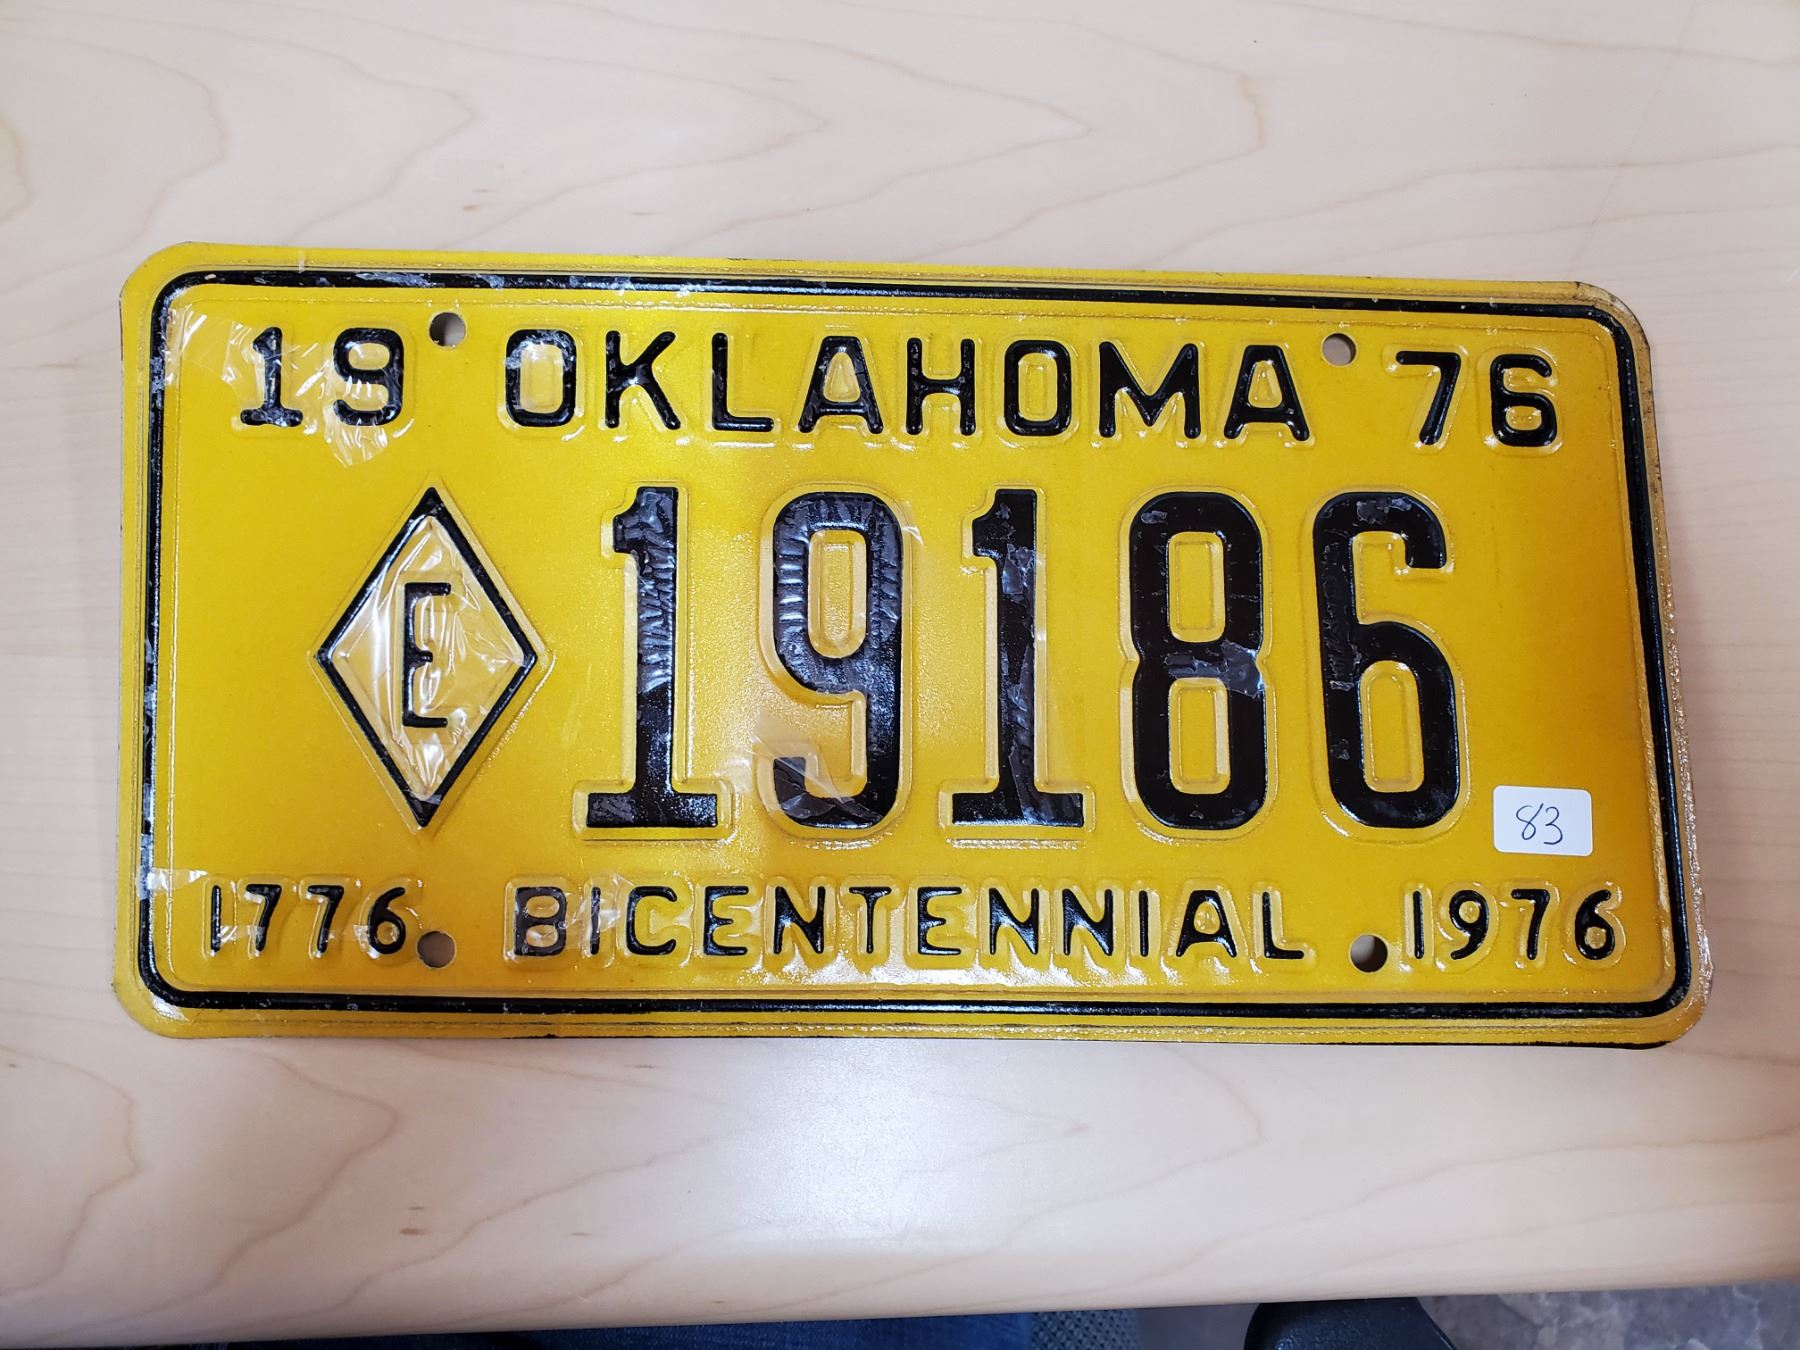 19 OKLAHOMA 76
E 19186
83
1776 BICENTENNIAL 1976